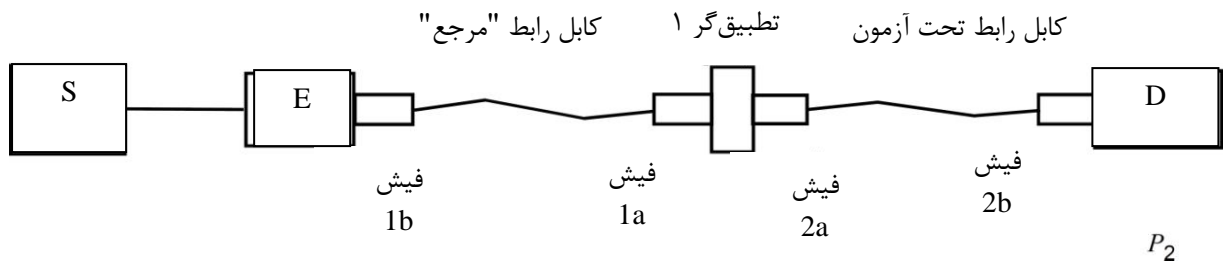 کابل رابط "مرجع"
تطبیق‌گر ۱
کابل رابط تحت آزمون
S
E
D
فیش
1b
فیش
1a
فیش
2a
فیش
2b
P2